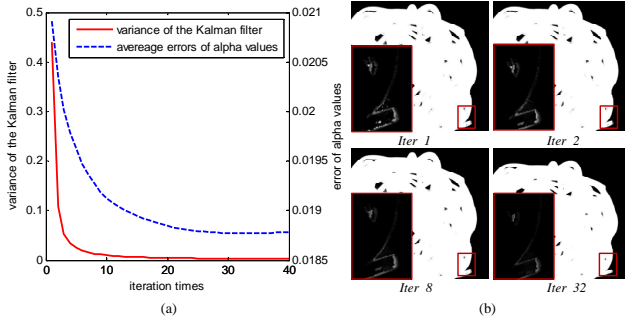 0.5
0.4
0.3
0.2
0.1
0
0.021
0.0205
0.02
0.0195
0.019
0.0185
variance of the Kalman filter
avereage errors of alpha values
variance of the Kalman filter
error of alpha values
0 10 20 30 40
iteration times
(a)
Iter 1
Iter 2
Iter 8
Iter 32
(b)